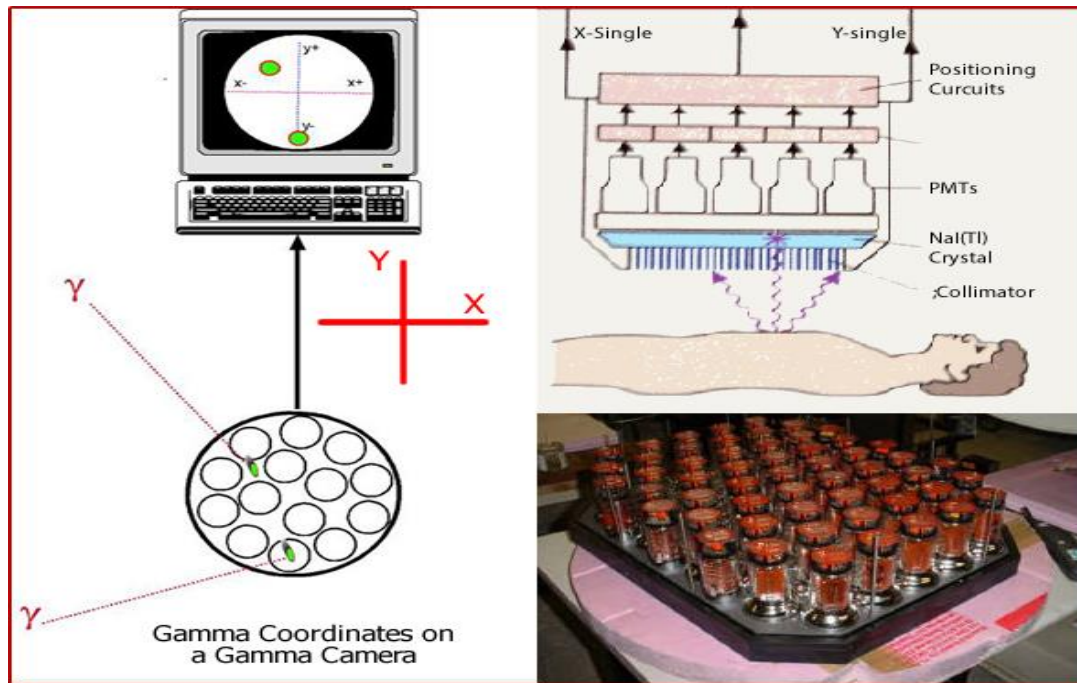 y+
x-
x+
y-
Y
X
γ
γ
Gamma Coordinates on
a Gamma Camera
X-Single
Y-single
Positioning
Curcuits
PMTs
NaI(Tl)
Crystal
;Collimator